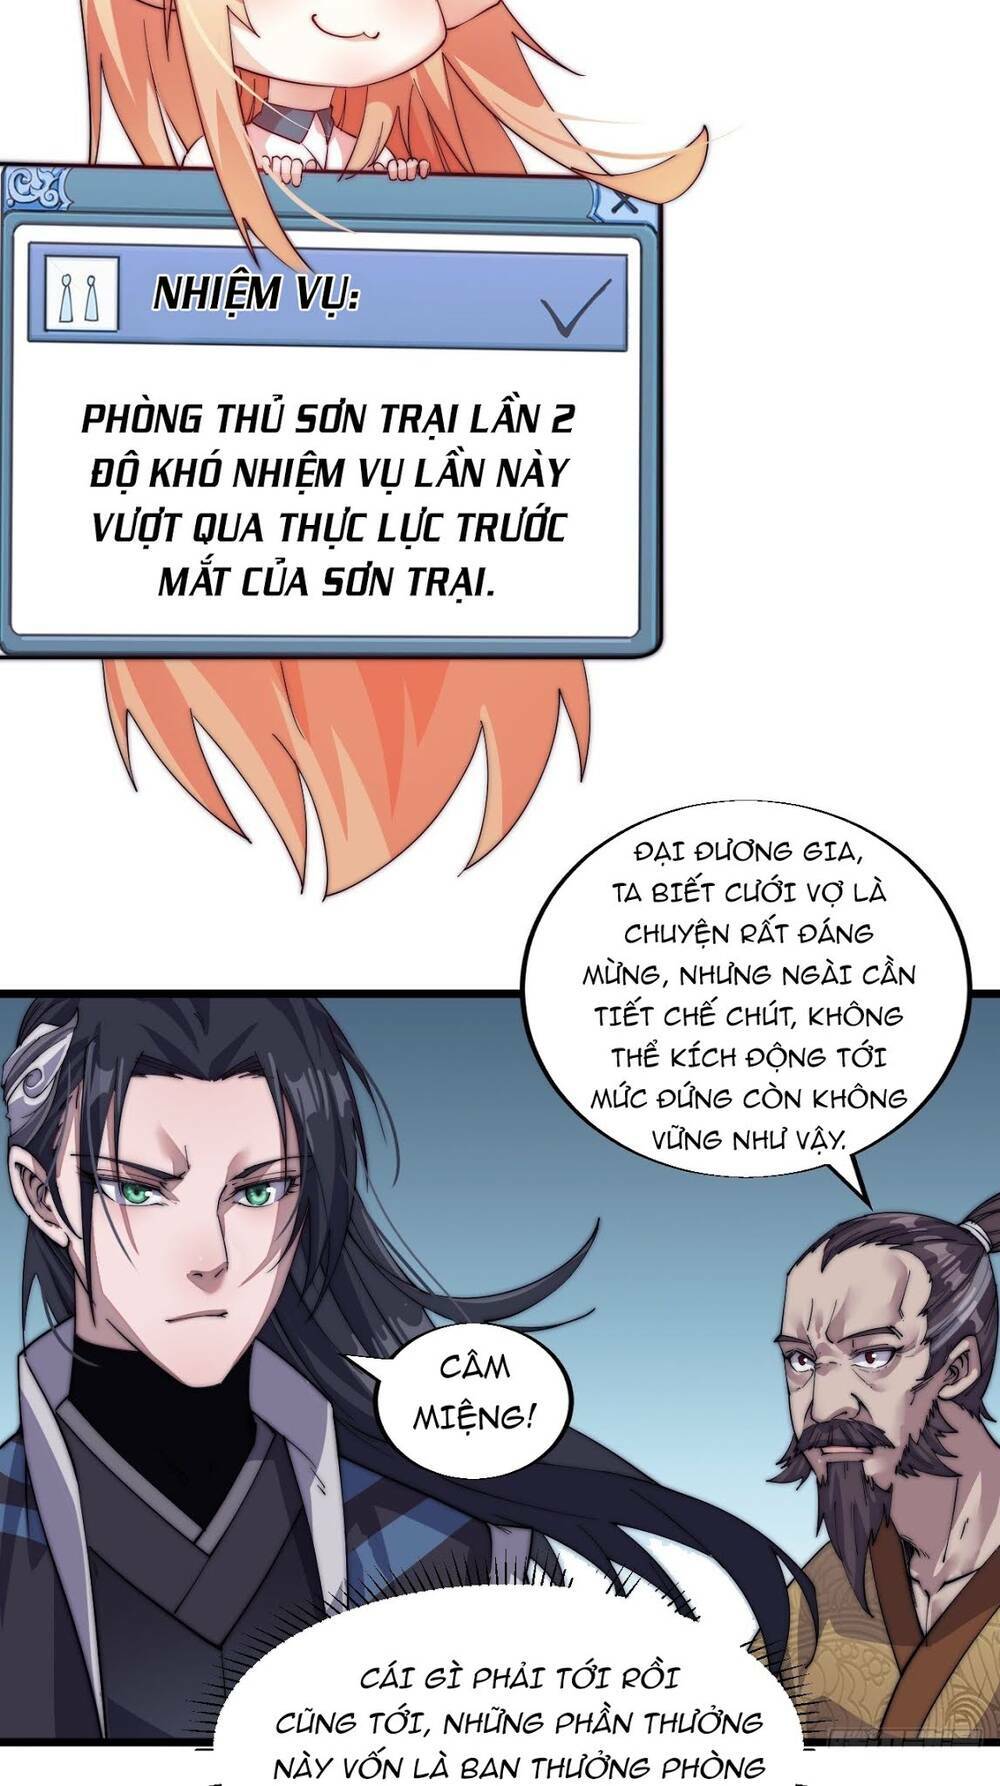 NHIỆM VỤ:
PHÒNG THỦ SƠN TRẠI LẦN 2
ĐỘ KHÓ NHIỆM VỤ LẦN NÀY
VƯỢT QUA THỰC LỰC TRƯỚC
MẮT CỦA SƠN TRẠI.
ĐẠI ĐƯƠNG GIA,
TA BIẾT CƯỚI VỢ LÀ
CHUYỆN RẤT ĐÁNG
MỪNG, NHƯNG NGÀI CẦN
TIẾT CHẾ CHÚT, KHÔNG
THỂ KÍCH ĐỘNG TỚI
MỨC ĐỨNG CÒN KHÔNG
VỮNG NHƯ VẬY.
CÂM
MIỆNG!
CÁI GÌ PHẢI TỚI RỒI
CŨNG TỚI, NHỮNG PHẦN THƯỞNG
NÀY VỐN LÀ BAN THƯỞNG PHÒNG